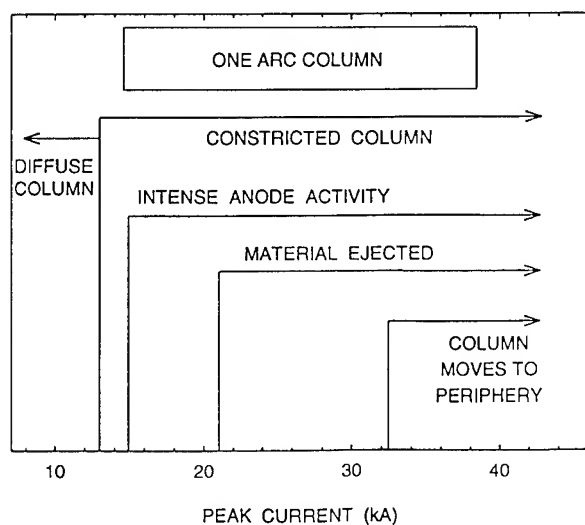 ONE ARC COLUMN
CONSTRICTED COLUMN
DIFFUSE
COLUMN
INTENSE ANODE ACTIVITY
MATERIAL EJECTED
COLUMN
MOVES TO
PERIPHERY
10 20 30 40
PEAK CURRENT (kA)